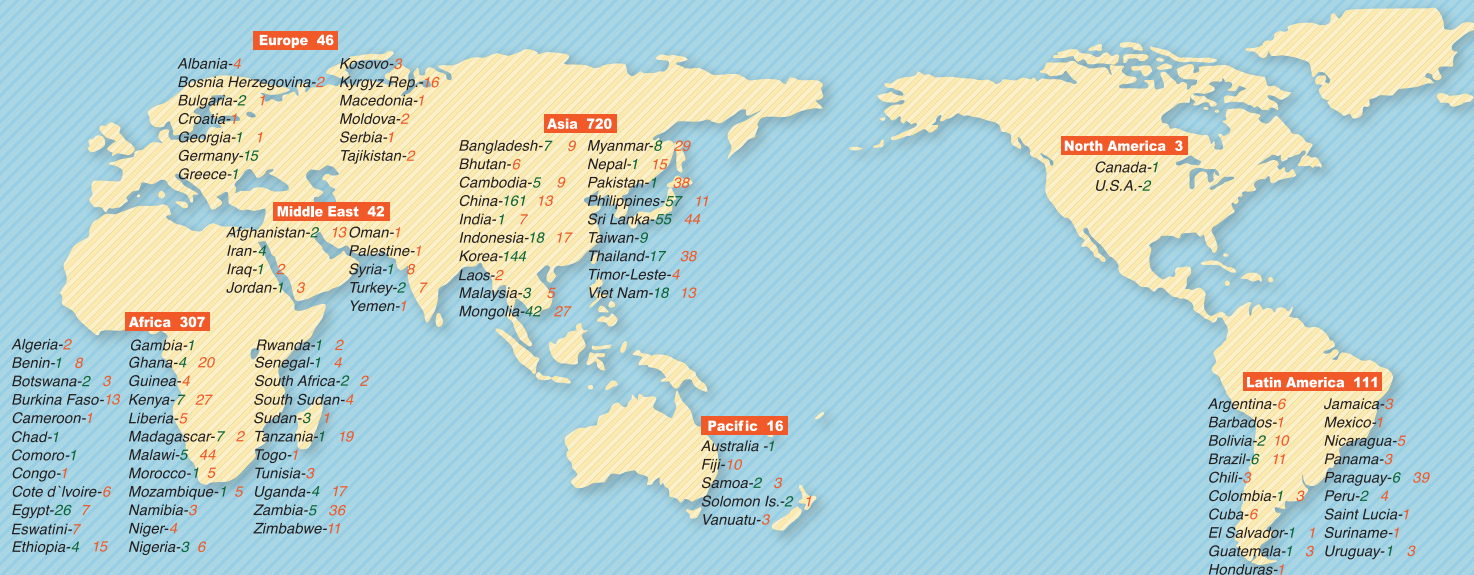 Europe 46
Albania-4
Bosnia Herzegovina-2
Bulgaria-2 1
Croatia-1
Georgia-1 1
Germany-15
Greece-1
Kosovo-3
Kyrgyz Rep.-16
Macedonia-1
Moldova-2
Serbia-1
Tajikistan-2
Asia 720
Bangladesh-7 9
Bhutan-6
Cambodia-5 9
China-161 13
India-1 7
Indonesia-18 17
Korea-144
Laos-2
Malaysia-3 5
Mongolia-42 27
Myanmar-8 29
Nepal-1 15
Pakistan-1 38
Philippines-57 11
Sri Lanka-55 44
Taiwan-9
Thailand-17 38
Timor-Leste-4
Viet Nam-18 13
North America 3
Canada-1
U.S.A.-2
Middle East 42
Afghanistan-2 13
Iran-4
Iraq-1 2
Jordan-1 3
Oman-1
Palestine-1
Syria-1 8
Turkey-2 7
Yemen-1
Africa 307
Algeria-2
Benin-1 8
Botswana-2 3
Burkina Faso-13
Cameroon-1
Chad-1
Comoro-1
Congo-1
Cote d`Ivoire-6
Egypt-26 7
Eswatini-7
Ethiopia-4 15
Gambia-1
Ghana-4 20
Guinea-4
Kenya-7 27
Liberia-5
Madagascar-7 2
Malawi-5 44
Morocco-1 5
Mozambique-1 5
Namibia-3
Niger-4
Nigeria-3 6
Rwanda-1 2
Senegal-1 4
South Africa-2 2
South Sudan-4
Sudan-3 1
Tanzania-1 19
Togo-1
Tunisia-3
Uganda-4 17
Zambia-5 36
Zimbabwe-11
Pacific 16
Australia -1
Fiji-10
Samoa-2 3
Solomon Is.-2 1
Vanuatu-3
Latin America 111
Argentina-6
Barbados-1
Bolivia-2 10
Brazil-6 11
Chili-3
Colombia-1 3
Cuba-6
El Salvador-1 1
Guatemala-1 3
Honduras-1
Jamaica-3
Mexico-1
Nicaragua-5
Panama-3
Paraguay-6 39
Peru-2 4
Saint Lucia-1
Suriname-1
Uruguay-1 3